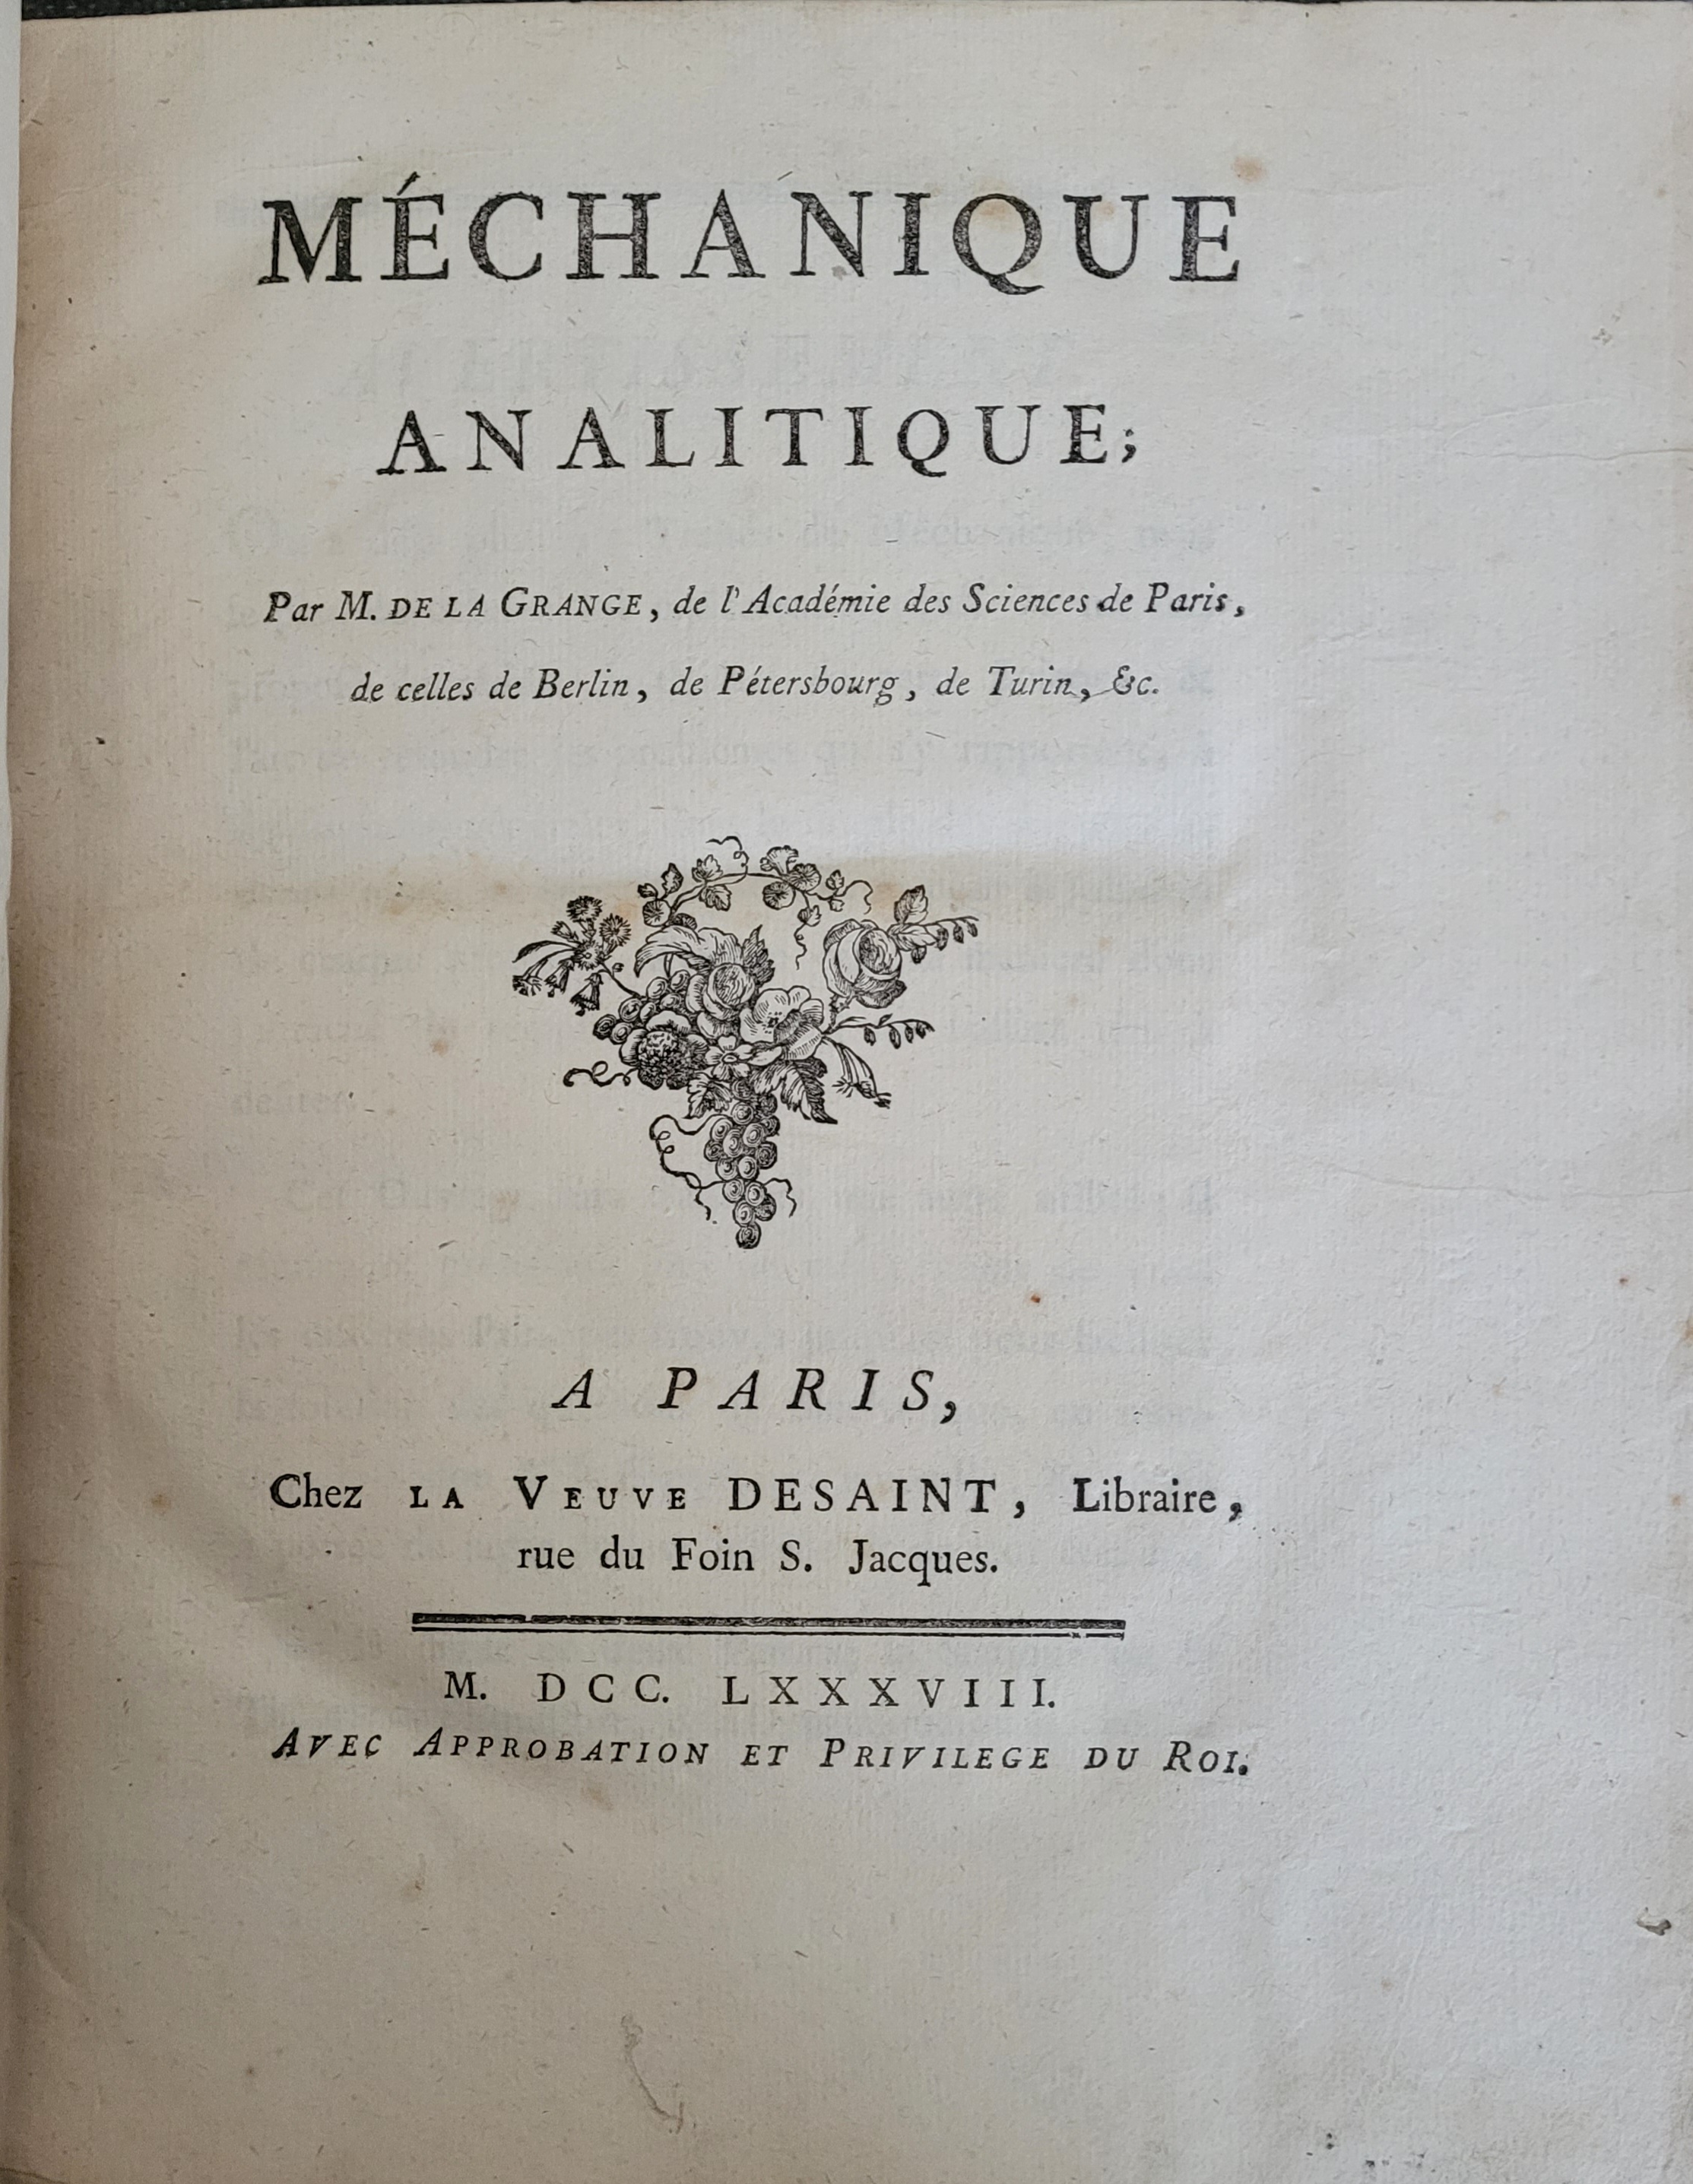 MÉCHANIQUE
ANALITIQUE;
Par M. DE LA GRANGE, de l'Académie des Sciences de Paris,
de celles de Berlin, de Pétersbourg, de Turin, &c.
A PARIS,
Chez LA VEUVE DESAINT, Libraire,
rue du Foin S. Jacques.
M. DCC. LXXXVIII.
AVEC APPROBATION ET PRIVILEGE DU ROI.